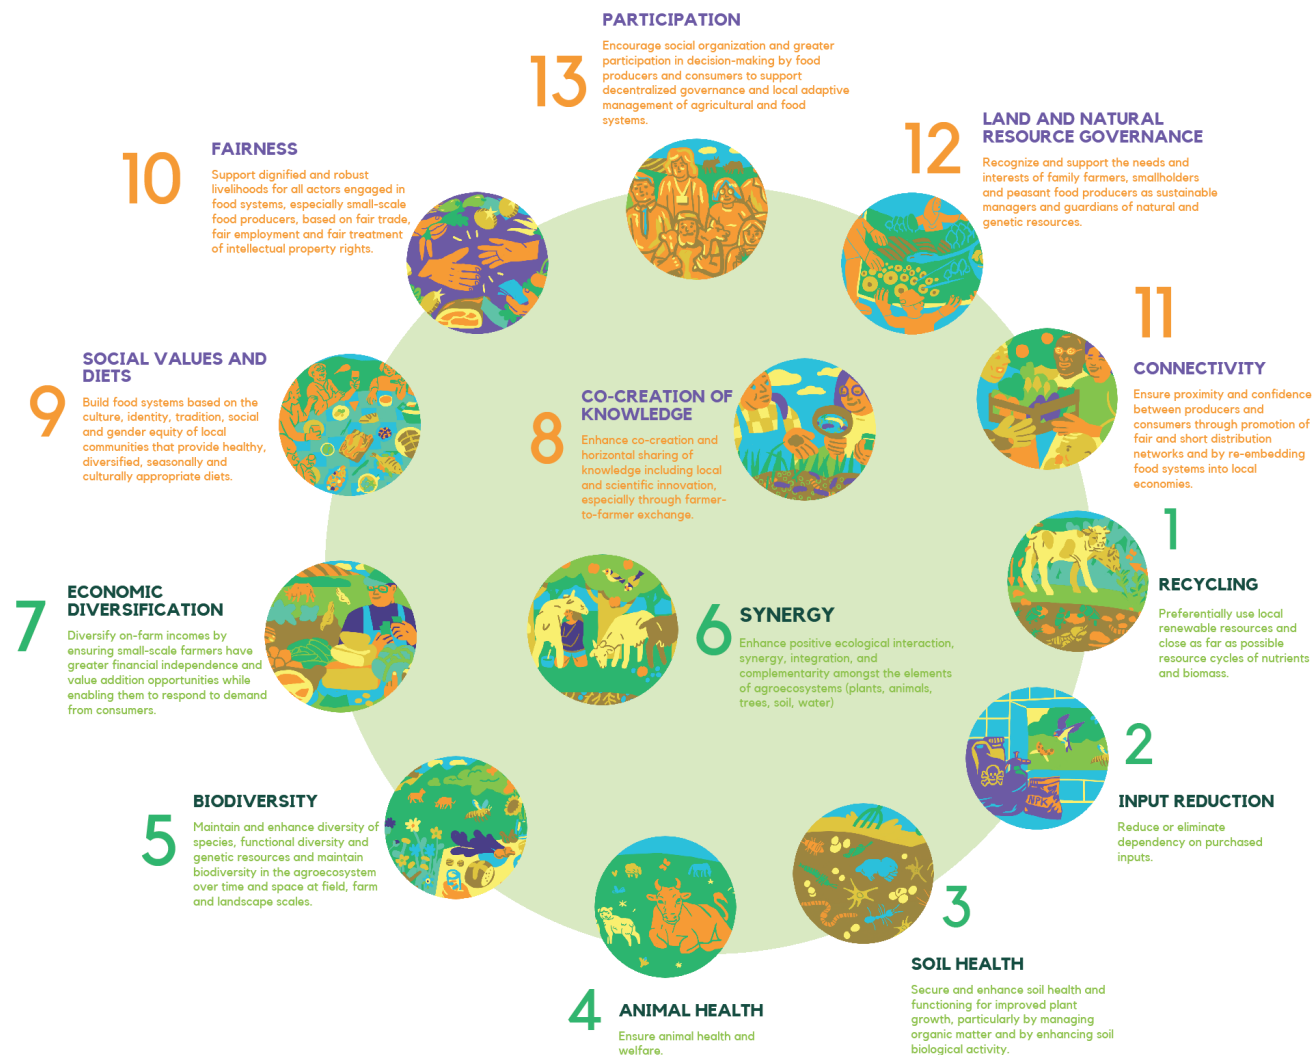 PARTICIPATION
13
Encourage social organization and greater
participation in decision-making by food
producers and consumers to support
decentralized governance and local adaptive
management of agricultural and food
systems.
12
LAND AND NATURAL
RESOURCE GOVERNANCE
Recognize and support the needs and
interests of family farmers, smallholders
and peasant food producers as sustainable
managers and guardians of natural and
genetic resources.
10
FAIRNESS
Support dignified and robust
livelihoods for all actors engaged in
food systems, especially small-scale
food producers, based on fair trade,
fair employment and fair treatment
of intellectual property rights.
11
CONNECTIVITY
Ensure proximity and confidence
between producers and
consumers through promotion of
fair and short distribution
networks and by re-embedding
food systems into local
economies.
9
SOCIAL VALUES AND
DIETS
Build food systems based on the
culture, identity, tradition, social
and gender equity of local
communities that provide healthy,
diversified, seasonally and
culturally appropriate diets.
8
CO-CREATION OF
KNOWLEDGE
Enhance co-creation and
horizontal sharing of
knowledge including local
and scientific innovation,
especially through farmer-
to-farmer exchange.
1
RECYCLING
Preferentially use local
renewable resources and
close as far as possible
resource cycles of nutrients
and biomass.
7
ECONOMIC
DIVERSIFICATION
Diversify on-farm incomes by
ensuring small-scale farmers have
greater financial independence and
value addition opportunities while
enabling them to respond to demand
from consumers.
6
SYNERGY
Enhance positive ecological interaction,
synergy, integration, and
complementarity amongst the elements
of agroecosystems (plants, animals,
trees, soil, water)
2
NPK
INPUT REDUCTION
Reduce or eliminate
dependency on purchased
inputs.
5
BIODIVERSITY
Maintain and enhance diversity of
species, functional diversity and
genetic resources and maintain
biodiversity in the agroecosystem
over time and space at field, farm
and landscape scales.
3
SOIL HEALTH
Secure and enhance soil health and
functioning for improved plant
growth, particularly by managing
organic matter and by enhancing soil
biological activity.
4
ANIMAL HEALTH
Ensure animal health and
welfare.